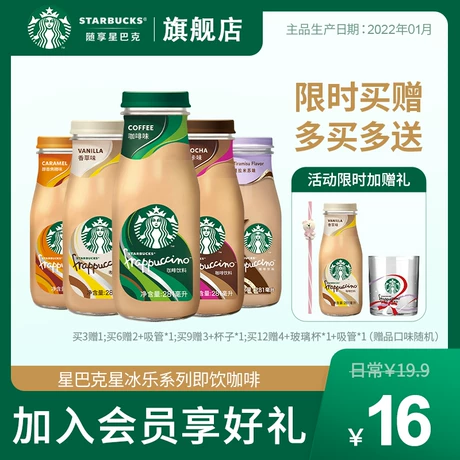 STARBUCKS®
随享星巴克
旗舰店
主品生产日期：2022年01月
限时买赠
多买多送
活动限时加赠礼
CARAMEL
VANILLA
香草味
COFFEE
咖啡味
STARBUCKS
frappuccino
咖啡饮料
净含量:281毫升
frappuccino
咖啡饮料
买3赠1;买6赠2+吸管*1;买9赠3+杯子*1;买12赠4+玻璃杯*1+吸管*1（赠品口味随机）
星巴克星冰乐系列即饮咖啡
加入会员享好礼
日常￥19.9
￥16